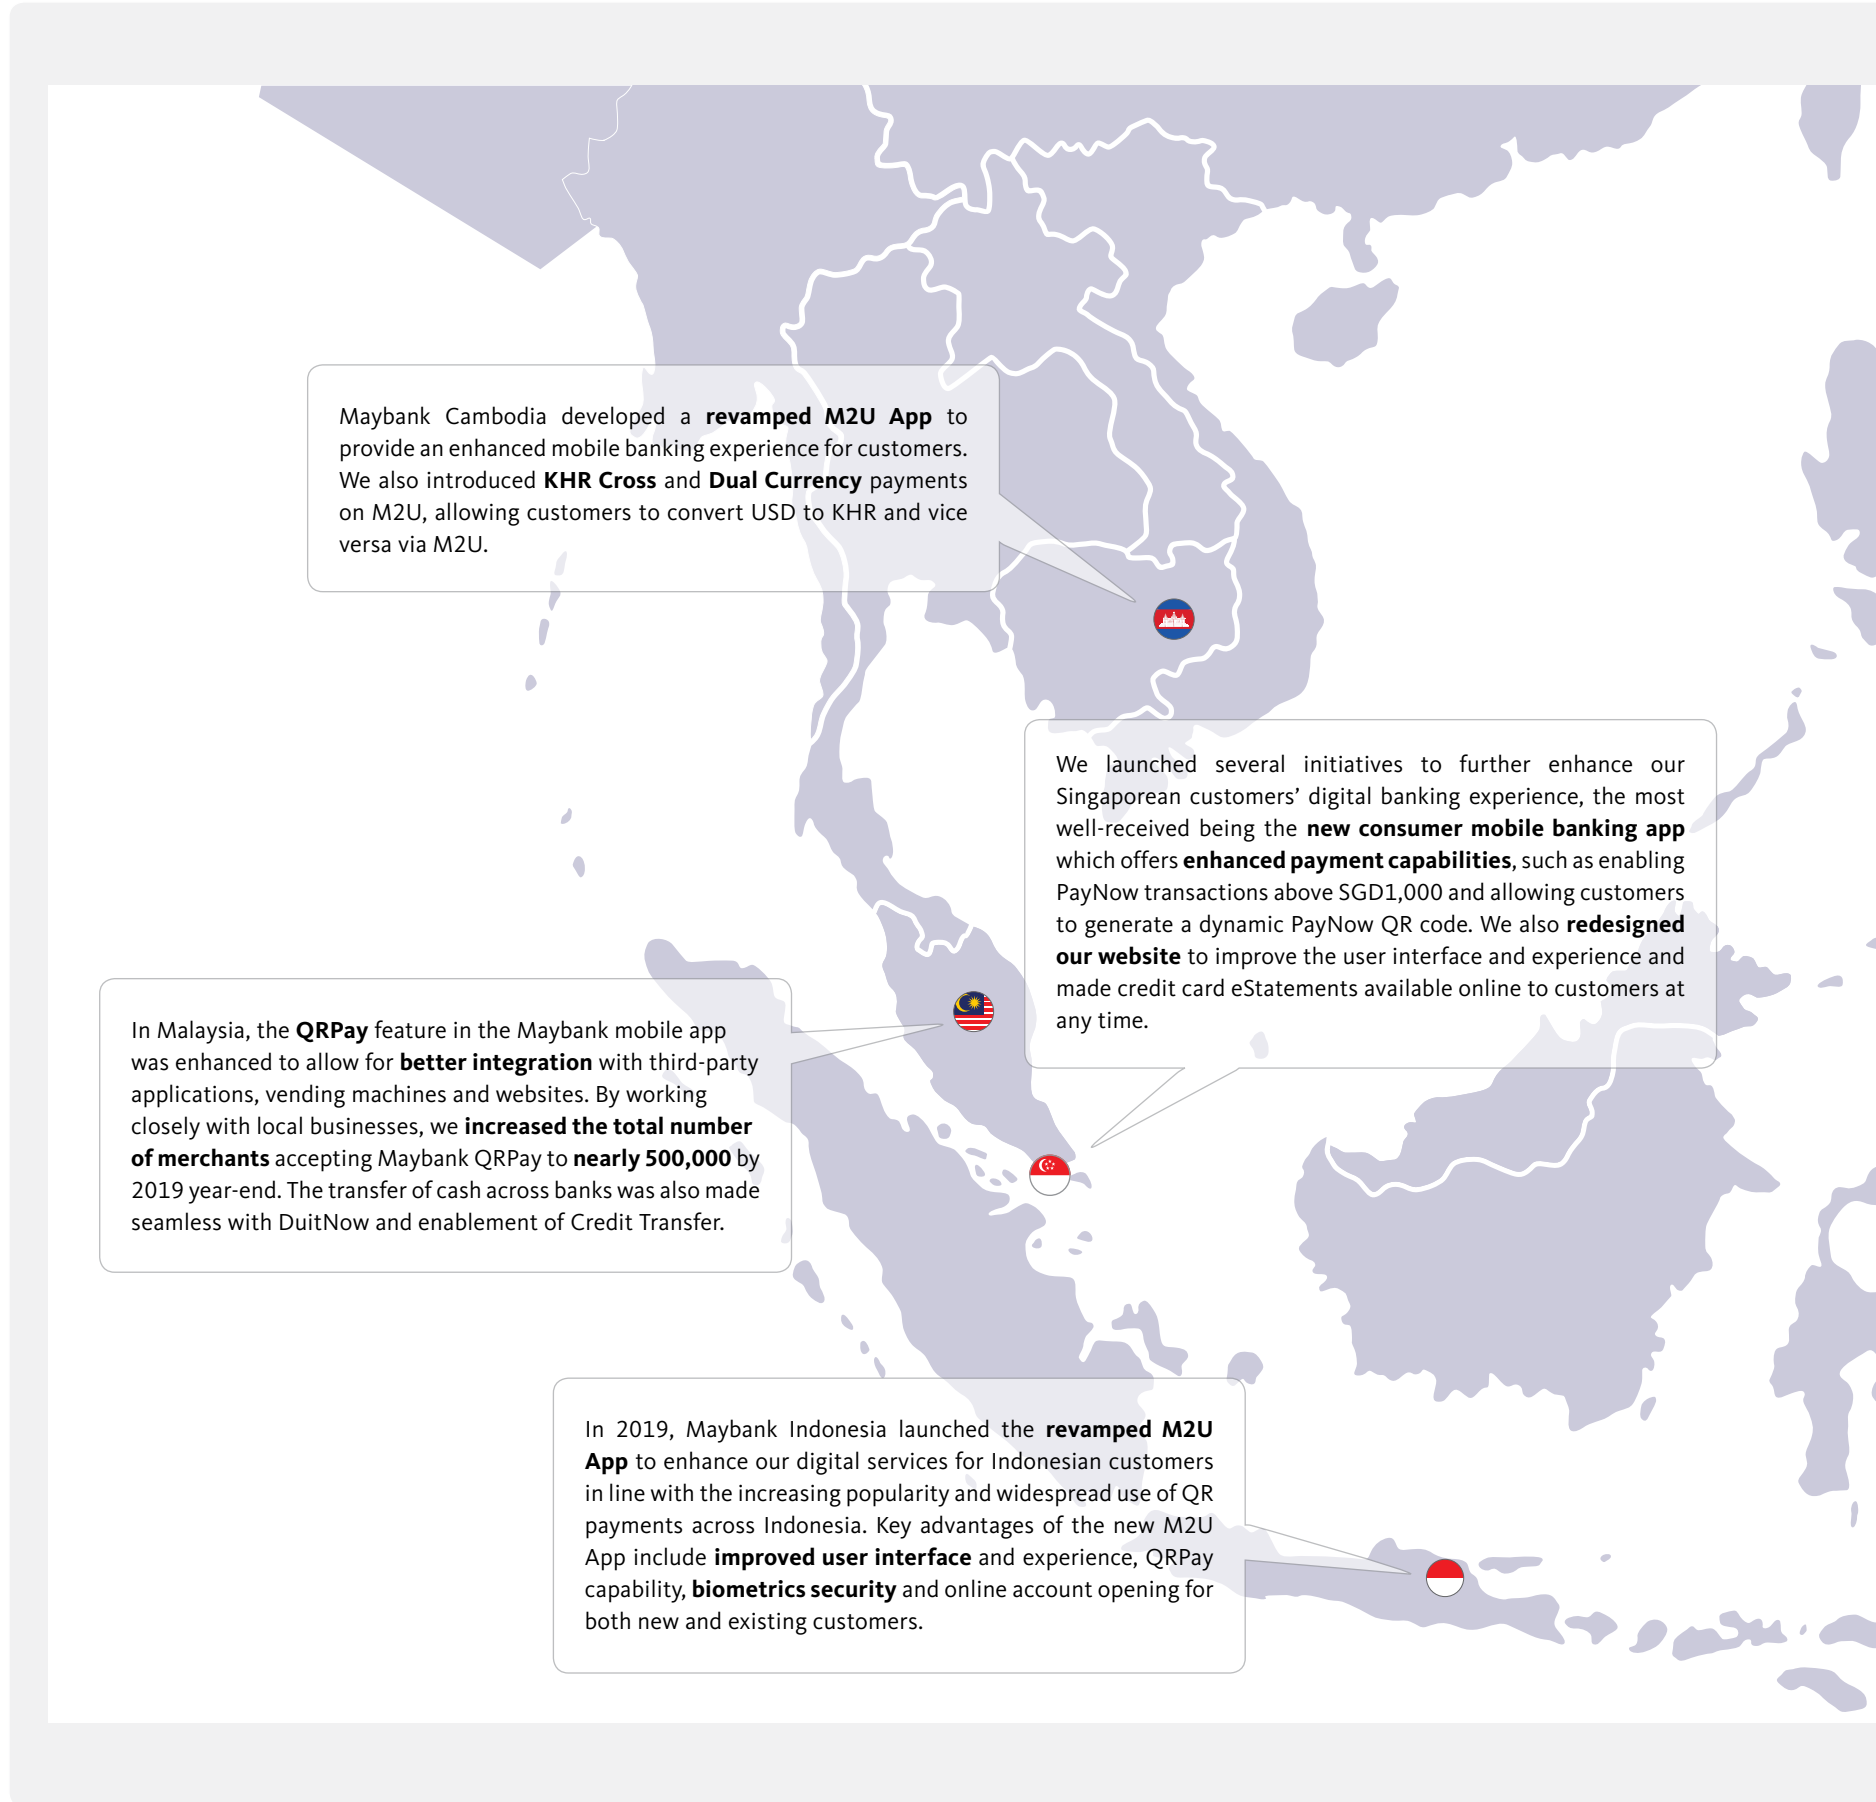 Maybank Cambodia developed a revamped M2U App to
provide an enhanced mobile banking experience for customers.
We also introduced KHR Cross and Dual Currency payments
on M2U, allowing customers to convert USD to KHR and vice
versa via M2U.
We launched several initiatives to further enhance our
Singaporean customers’ digital banking experience, the most
well-received being the new consumer mobile banking app
which offers enhanced payment capabilities, such as enabling
PayNow transactions above SGD1,000 and allowing customers
to generate a dynamic PayNow QR code. We also redesigned
our website to improve the user interface and experience and
made credit card eStatements available online to customers at
any time.
In Malaysia, the QRPay feature in the Maybank mobile app
was enhanced to allow for better integration with third-party
applications, vending machines and websites. By working
closely with local businesses, we increased the total number
of merchants accepting Maybank QRPay to nearly 500,000 by
2019 year-end. The transfer of cash across banks was also made
seamless with DuitNow and enablement of Credit Transfer.
In 2019, Maybank Indonesia launched the revamped M2U
App to enhance our digital services for Indonesian customers
in line with the increasing popularity and widespread use of QR
payments across Indonesia. Key advantages of the new M2U
App include improved user interface and experience, QRPay
capability, biometrics security and online account opening for
both new and existing customers.